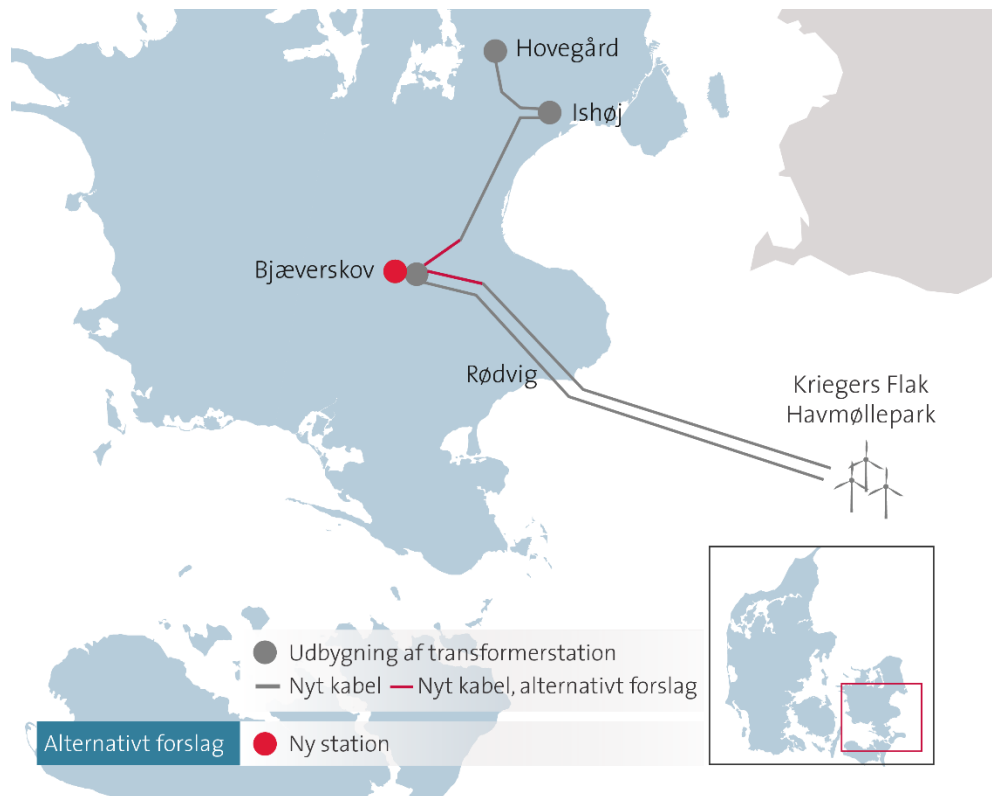 Hovegård
Ishøj
Bjæverskov
Rødvig
Kriegers Flak
Havmøllepark
Udbygning af transformerstation
Nyt kabel
Nyt kabel, alternativt forslag
Alternativt forslag
Ny station